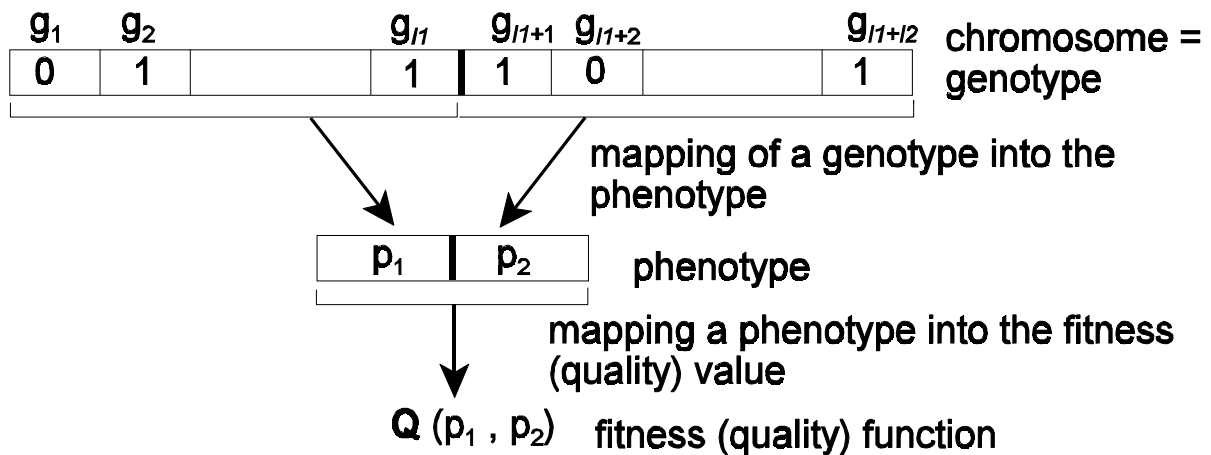 g1 g2 gl1 gl1+1 gl1+2 gl1+l2
0 1 1 1 0 1
chromosome =
genotype
mapping of a genotype into the
phenotype
p1 p2
phenotype
mapping a phenotype into the fitness
(quality) value
Q (p1 , p2)
fitness (quality) function